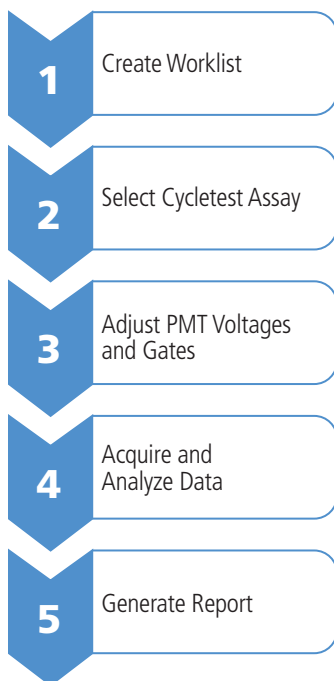 1
Create Worklist
2
Select Cycletest Assay
3
Adjust PMT Voltages
and Gates
4
Acquire and
Analyze Data
5
Generate Report